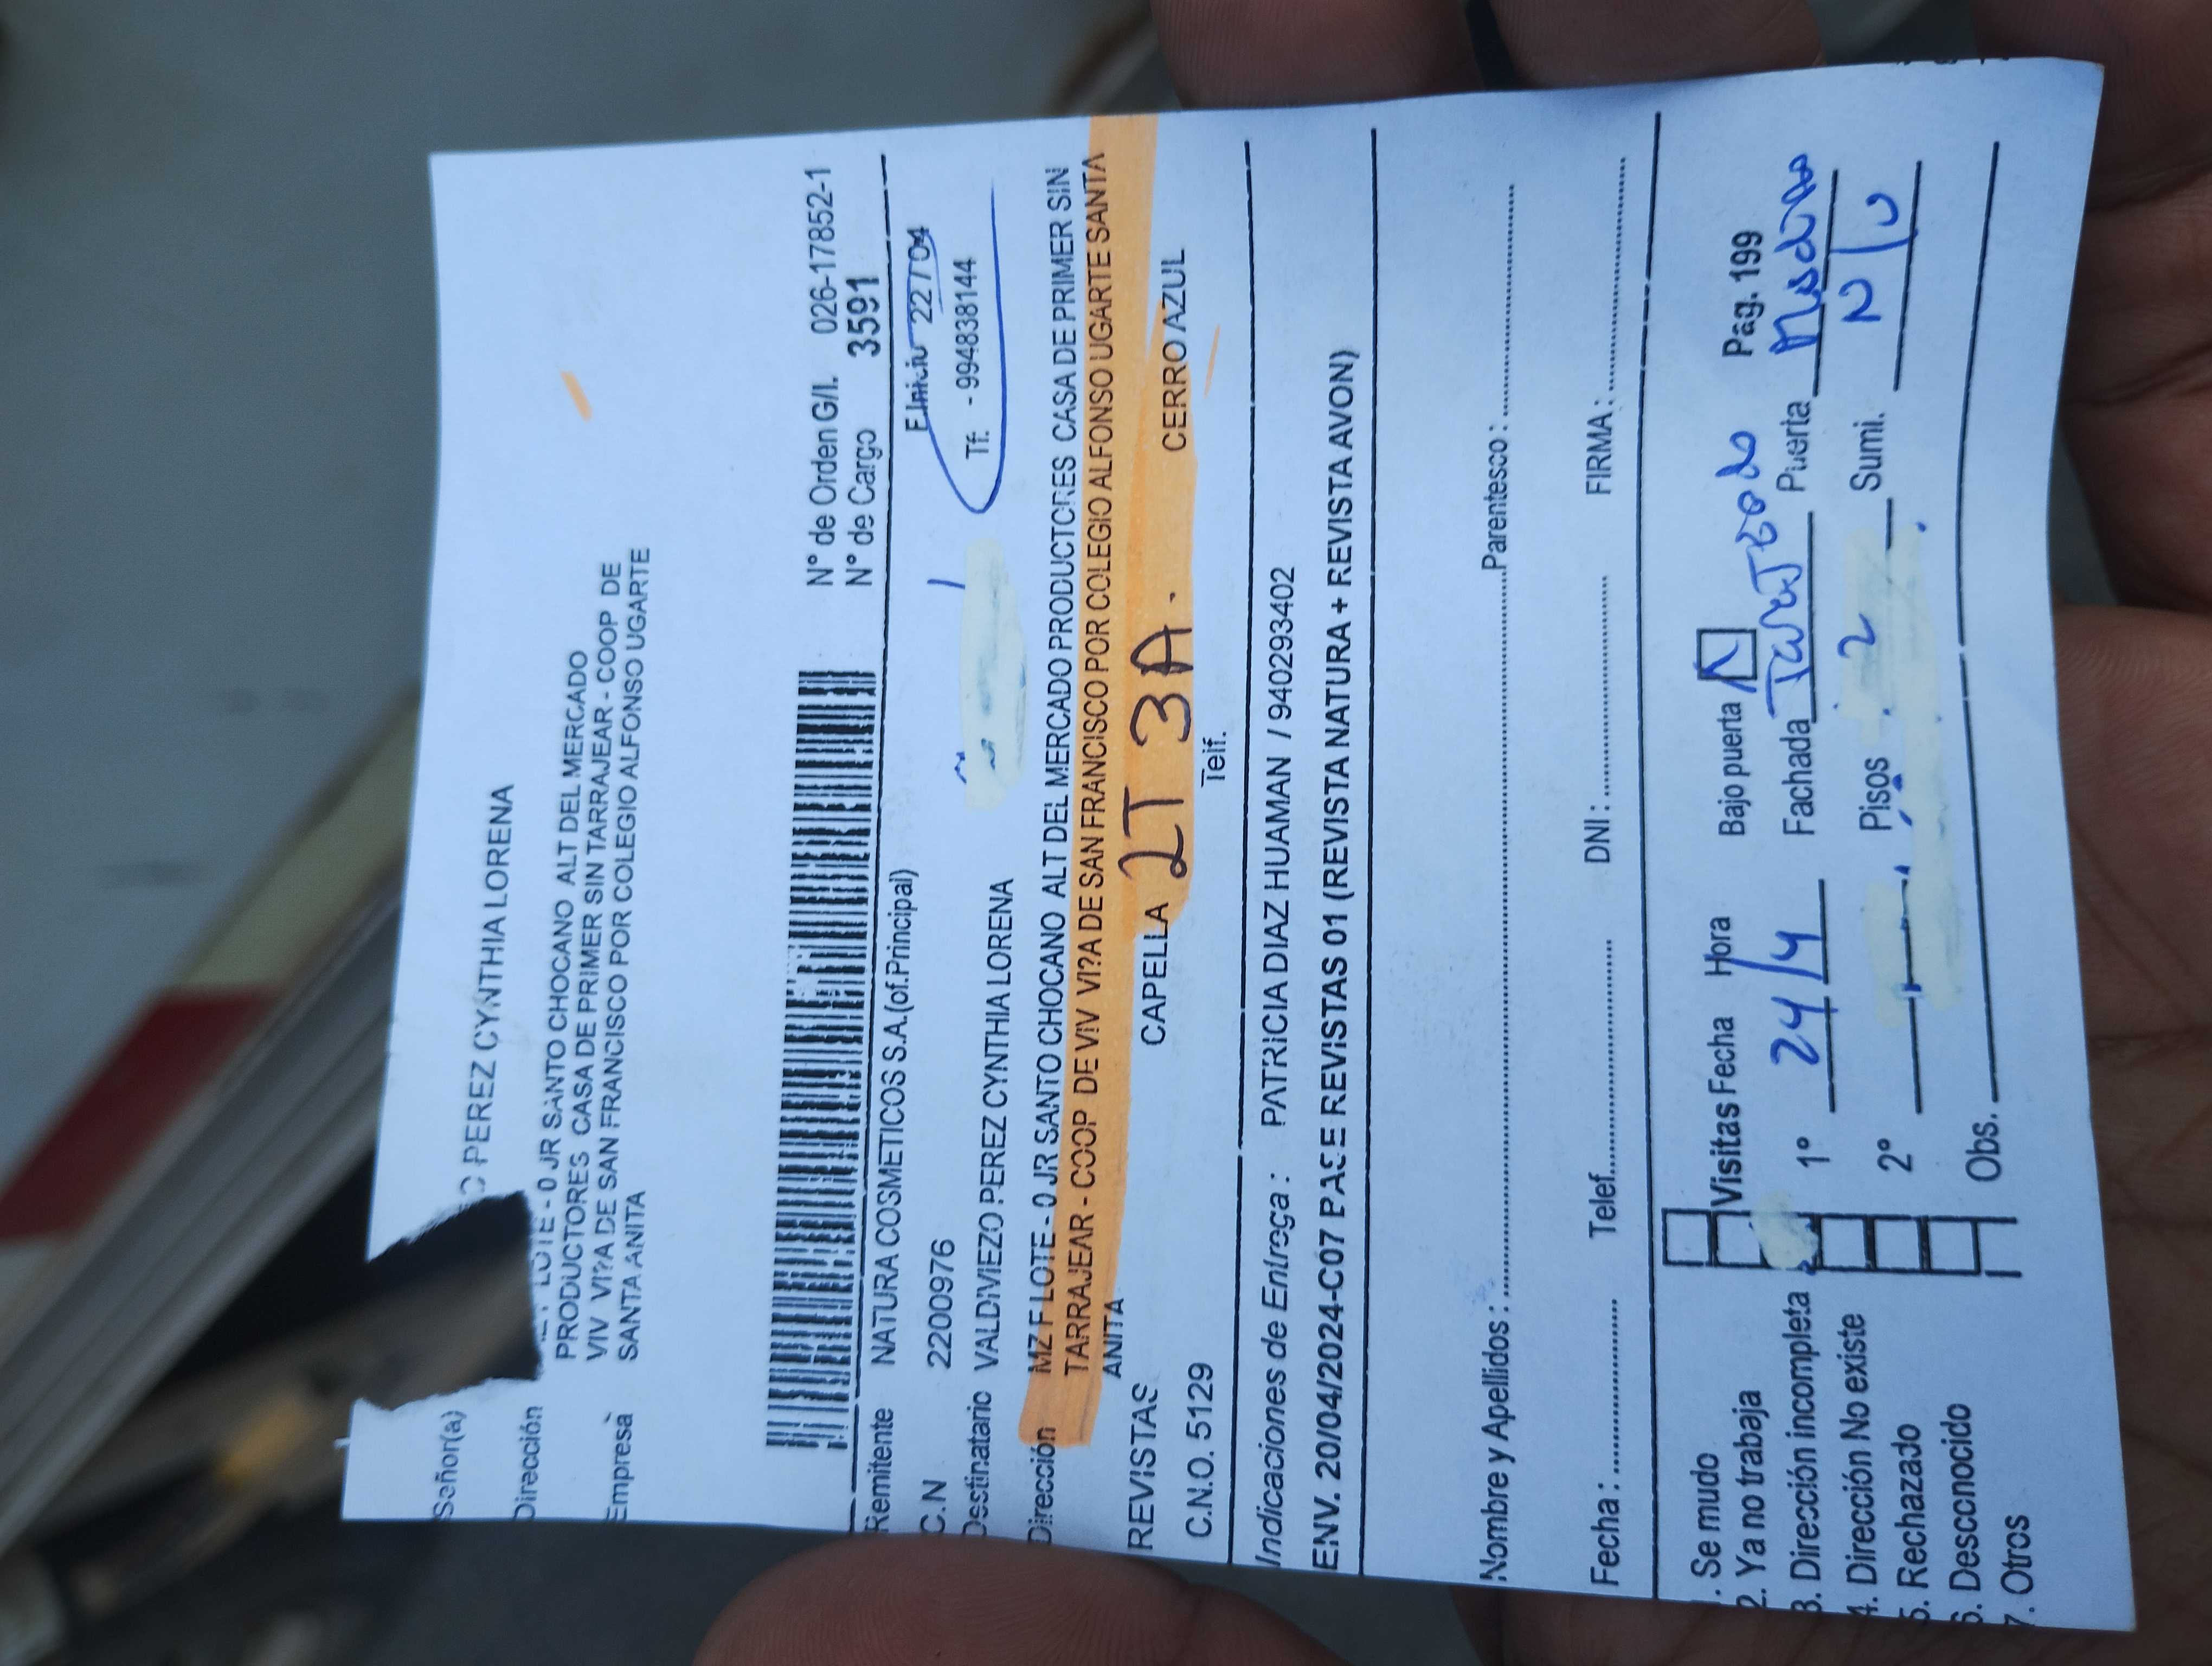 Señor(a) O PEREZ CYNTHIA LORENA
Dirección LOTE - 0 JR SANTO CHOCANO ALT DEL MERCADO
PRODUCTORES CASA DE PRIMER SIN TARRAJEAR - COOP DE
VIV VI?A DE SAN FRANCISCO POR COLEGIO ALFONSO UGARTE
Empresa SANTA ANITA
N° de Orden G/I. 026-17852-1
N° de Cargo 3591
Remitente NATURA COSMETICOS S.A.(of.Principal)
C.N 2200976 F.Inicio 22/04
Destinatario VALDIVIEZO PEREZ CYNTHIA LORENA Tf. - 994838144
Dirección MZ F LOTE - 0 JR SANTO CHOCANO ALT DEL MERCADO PRODUCTORES CASA DE PRIMER SIN
TARRAJEAR - COOP DE VIV VI?A DE SAN FRANCISCO POR COLEGIO ALFONSO UGARTE SANTA
ANITA
REVISTAS CAPELLA 2T 3A. CERRO AZUL
C.N.O. 5129 Telf.
Indicaciones de Entrega : PATRICIA DIAZ HUAMAN / 940293402
ENV. 20/04/2024-C07 PASE REVISTAS 01 (REVISTA NATURA + REVISTA AVON)
Nombre y Apellidos : Parentesco :
Fecha : Telef. DNI : FIRMA :
1. Se mudo Visitas Fecha Hora Bajo puerta Pág. 199
2. Ya no trabaja
3. Dirección incompleta 1° 24/4 Fachada Puerta Madera
4. Dirección No existe 2° Pisos 2 Sumi. N/U
5. Rechazado
6. Desconocido Obs.
7. Otros